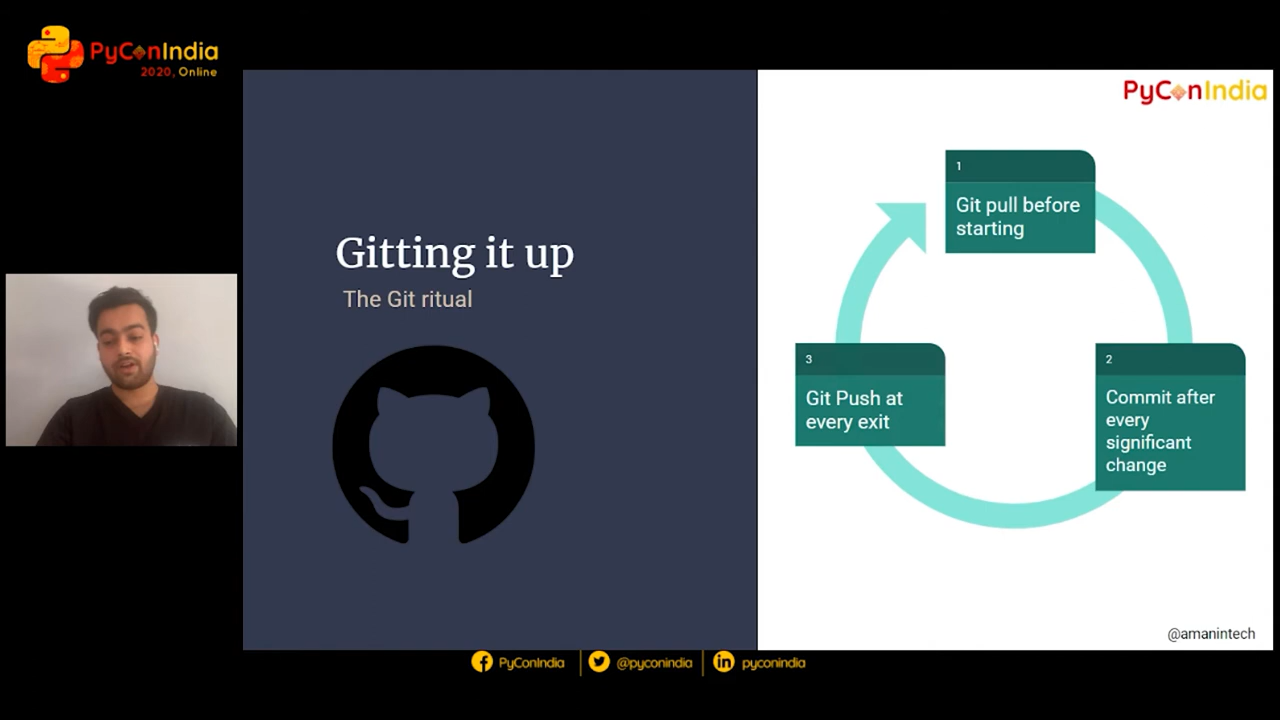 PyConIndia
2020, Online
PyConIndia
Gitting it up
The Git ritual
1
Git pull before
starting
2
Commit after
every
significant
change
3
Git Push at
every exit
@amanintech
PyConIndia
@pyconindia
pyconindia